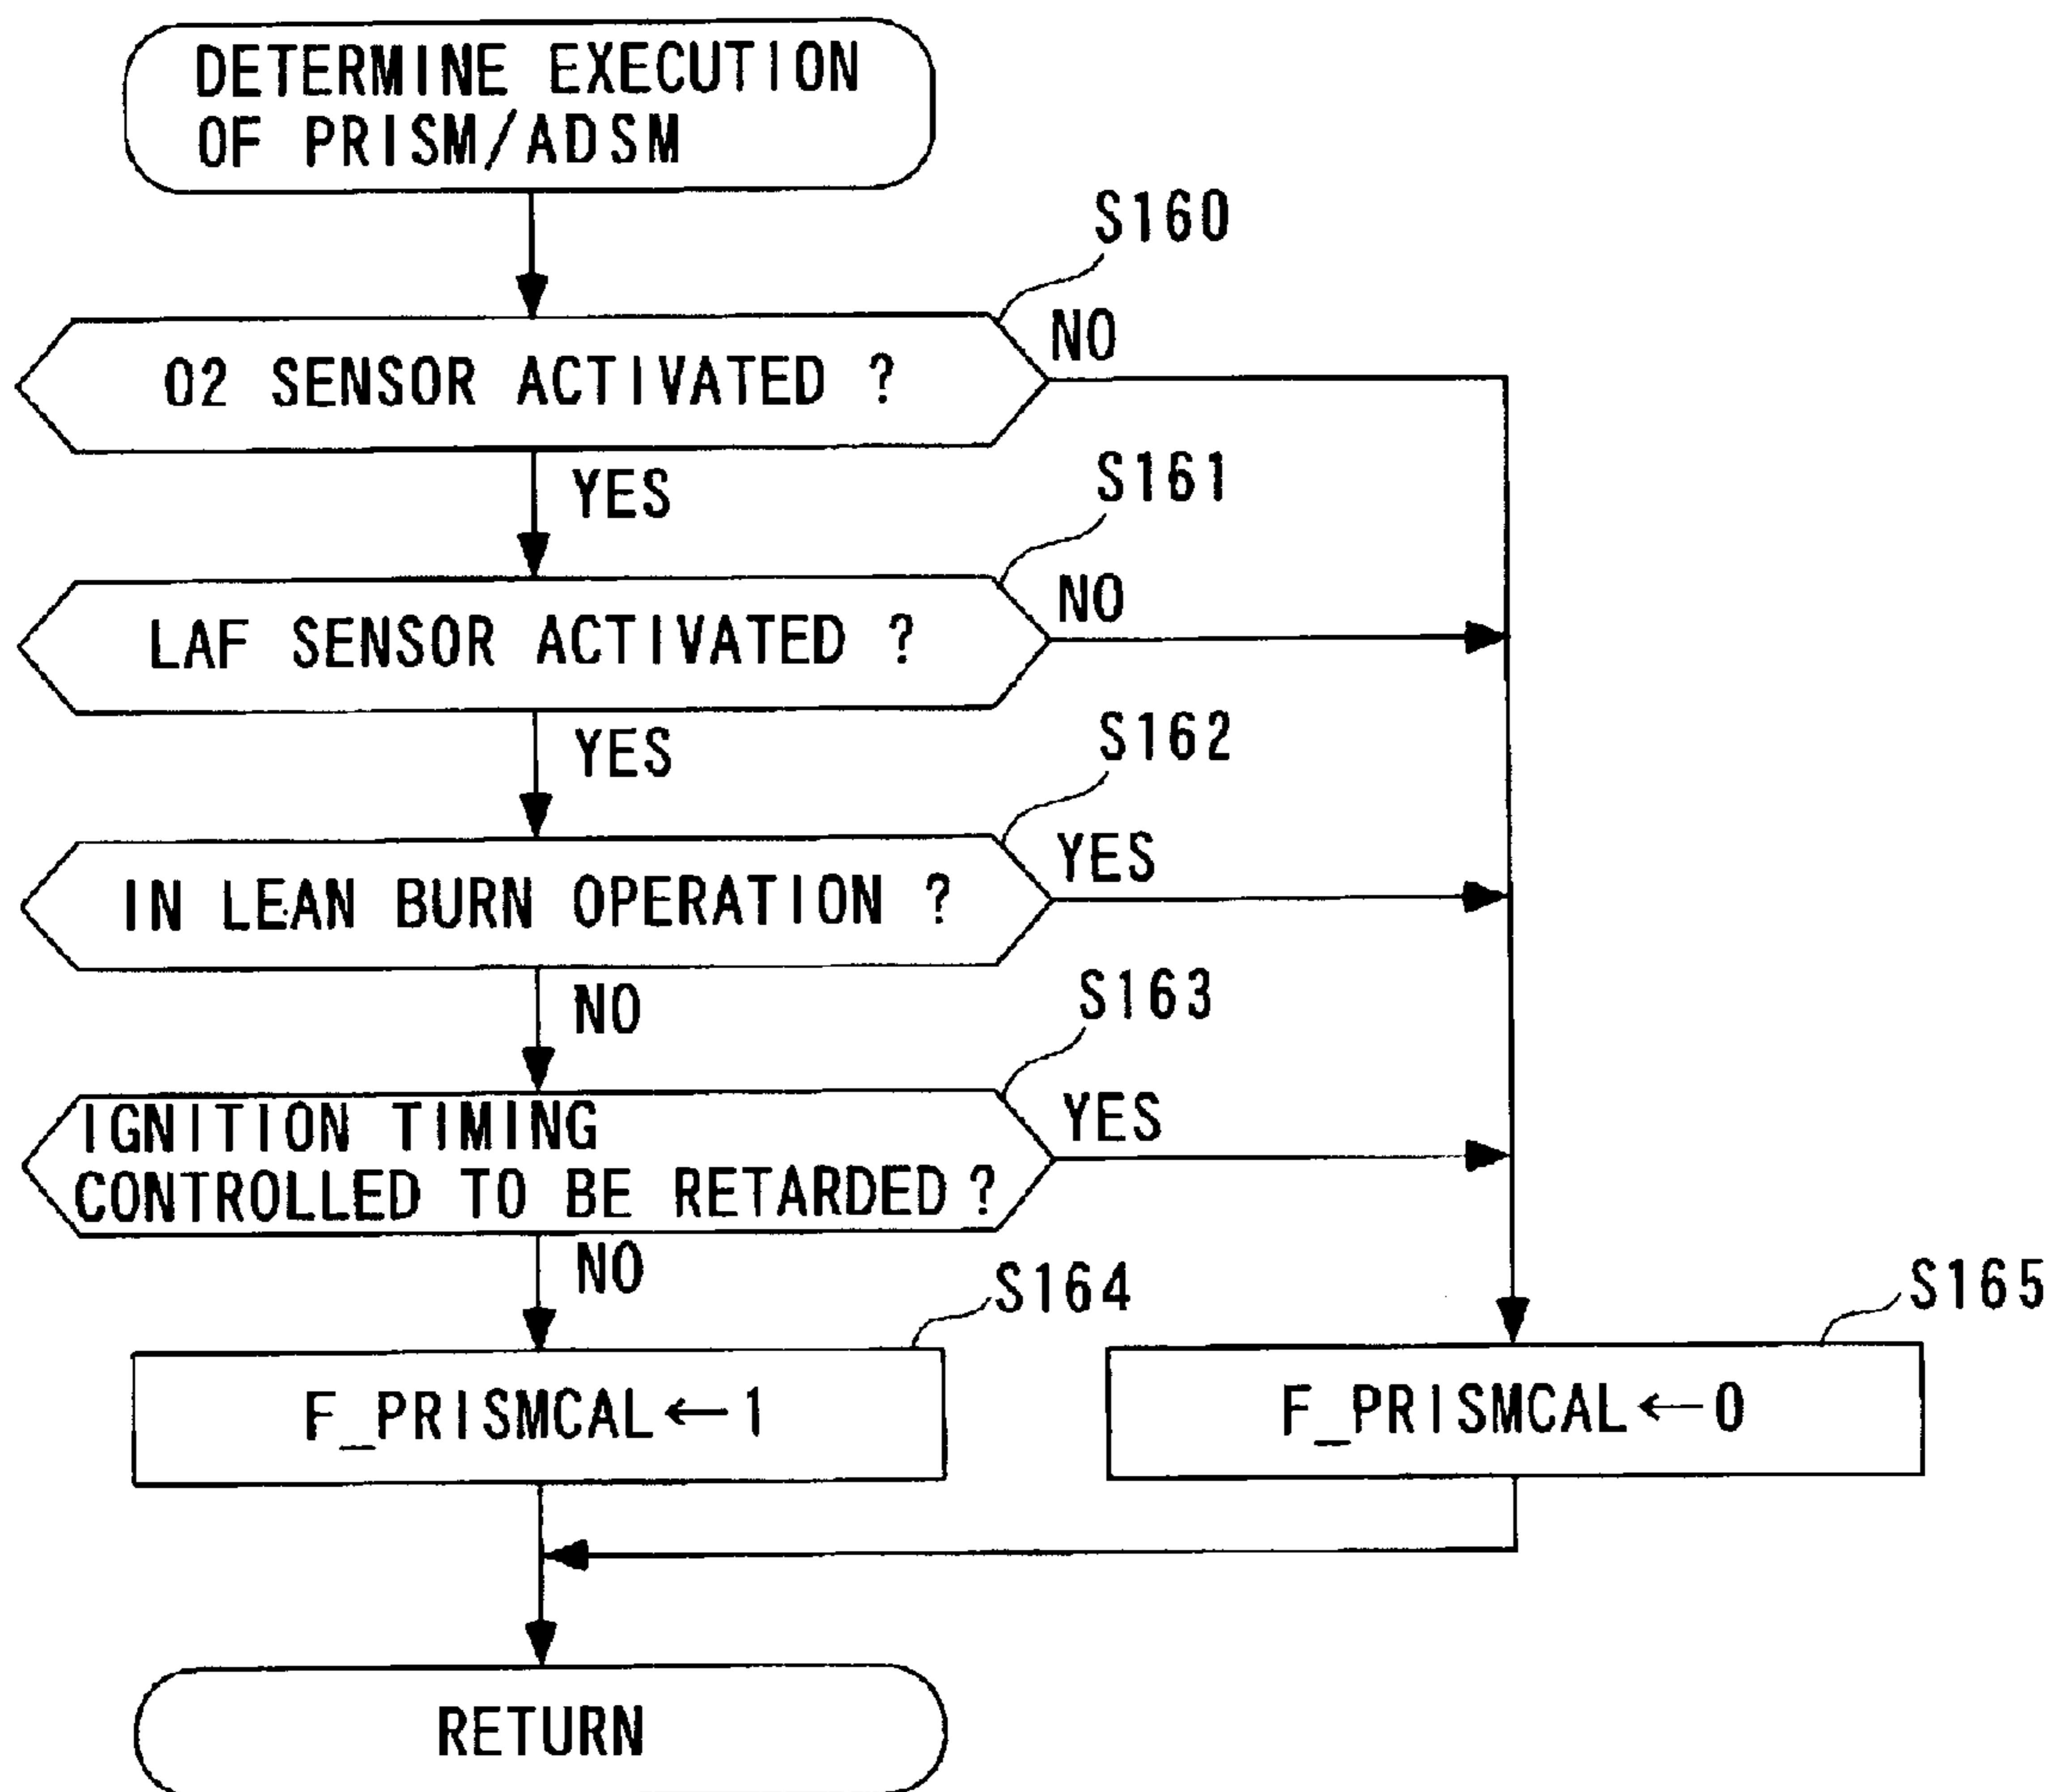 DETERMINE EXECUTION
OF PRISM/ADSM
S160
O2 SENSOR ACTIVATED ?
NO
YES
S161
LAF SENSOR ACTIVATED ?
NO
YES
S162
IN LEAN BURN OPERATION ?
YES
NO
S163
IGNITION TIMING
CONTROLLED TO BE RETARDED ?
YES
NO
S164
F_PRISMCAL←1
S165
F_PRISMCAL←0
RETURN